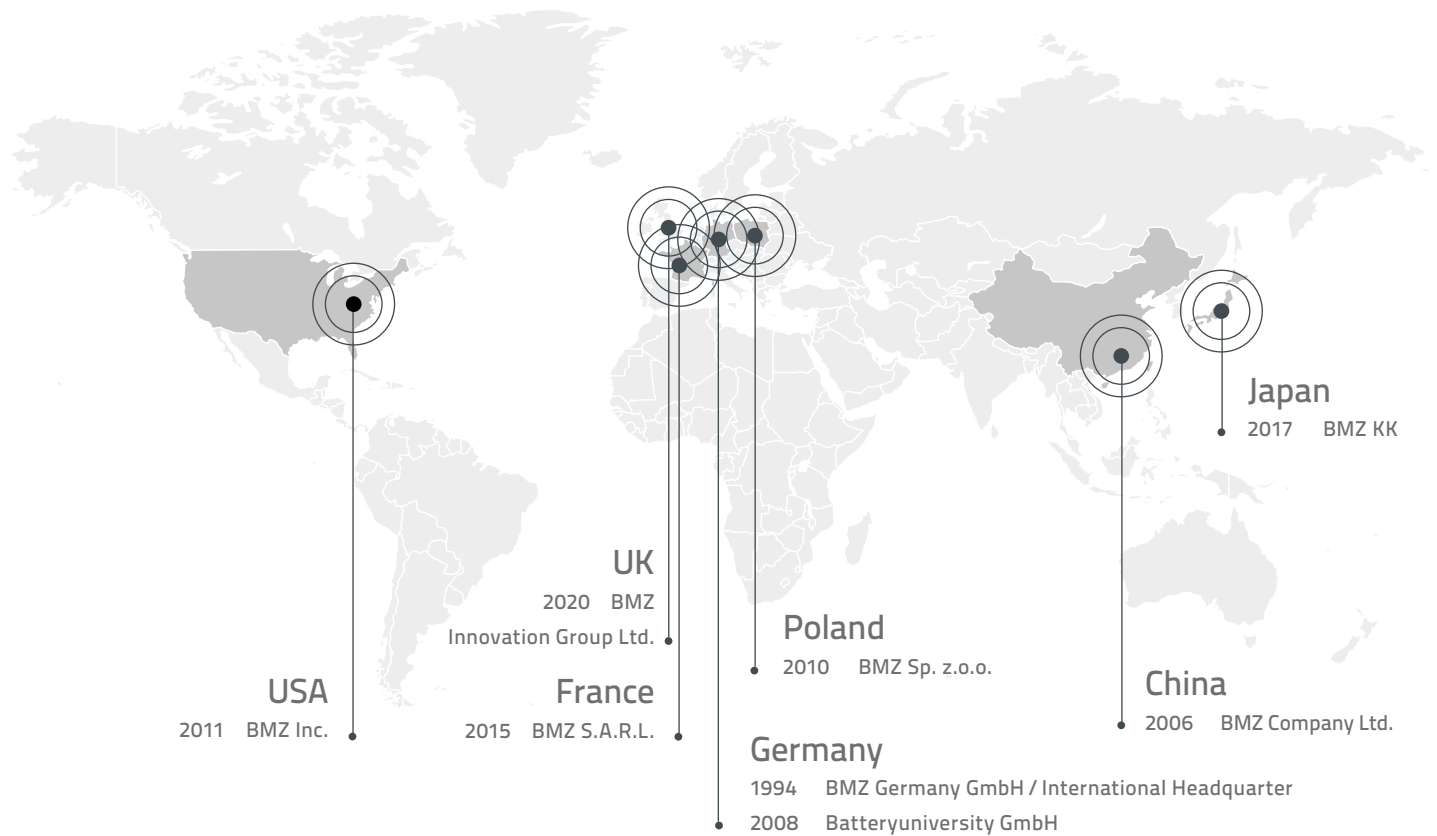 Japan
2017 BMZ KK
UK
2020 BMZ
Innovation Group Ltd.
Poland
2010 BMZ Sp. z.o.o.
USA
2011 BMZ Inc.
France
2015 BMZ S.A.R.L.
China
2006 BMZ Company Ltd.
Germany
1994 BMZ Germany GmbH / International Headquarter
2008 Batteryuniversity GmbH